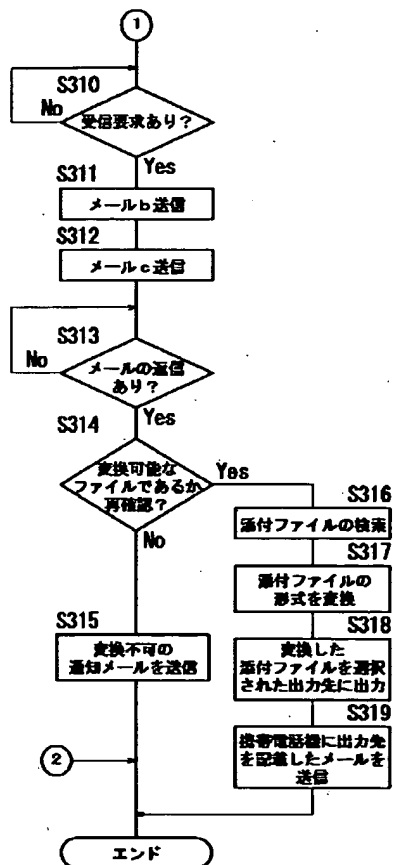 1
S310
No
受信要求あり?
Yes
S311
メールb送信
S312
メールc送信
S313
No
メールの返信
あり?
Yes
S314
変換可能な
ファイルであるか
再確認?
Yes
No
S316
添付ファイルの検索
S317
添付ファイルの
形式を変換
S315
変換不可の
通知メールを送信
S318
変換した
添付ファイルを選択
された出力先に出力
S319
携帯電話機に出力先
を記載したメールを
送信
2
エンド